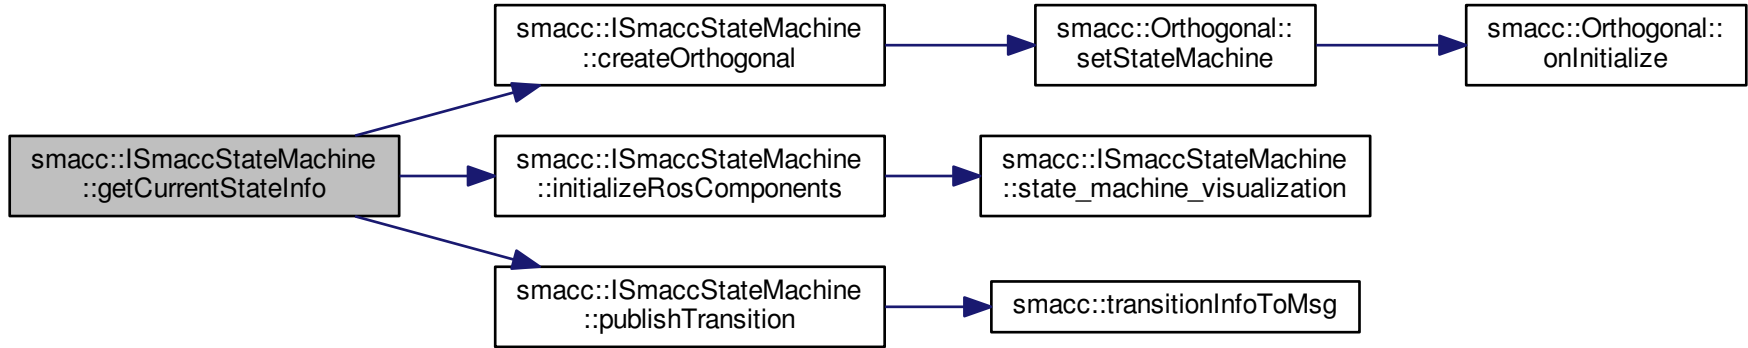 smacc::ISmaccStateMachine
::createOrthogonal
smacc::Orthogonal::
setStateMachine
smacc::Orthogonal::
onInitialize
smacc::ISmaccStateMachine
::getCurrentStateInfo
smacc::ISmaccStateMachine
::initializeRosComponents
smacc::ISmaccStateMachine
::state_machine_visualization
smacc::ISmaccStateMachine
::publishTransition
smacc::transitionInfoToMsg